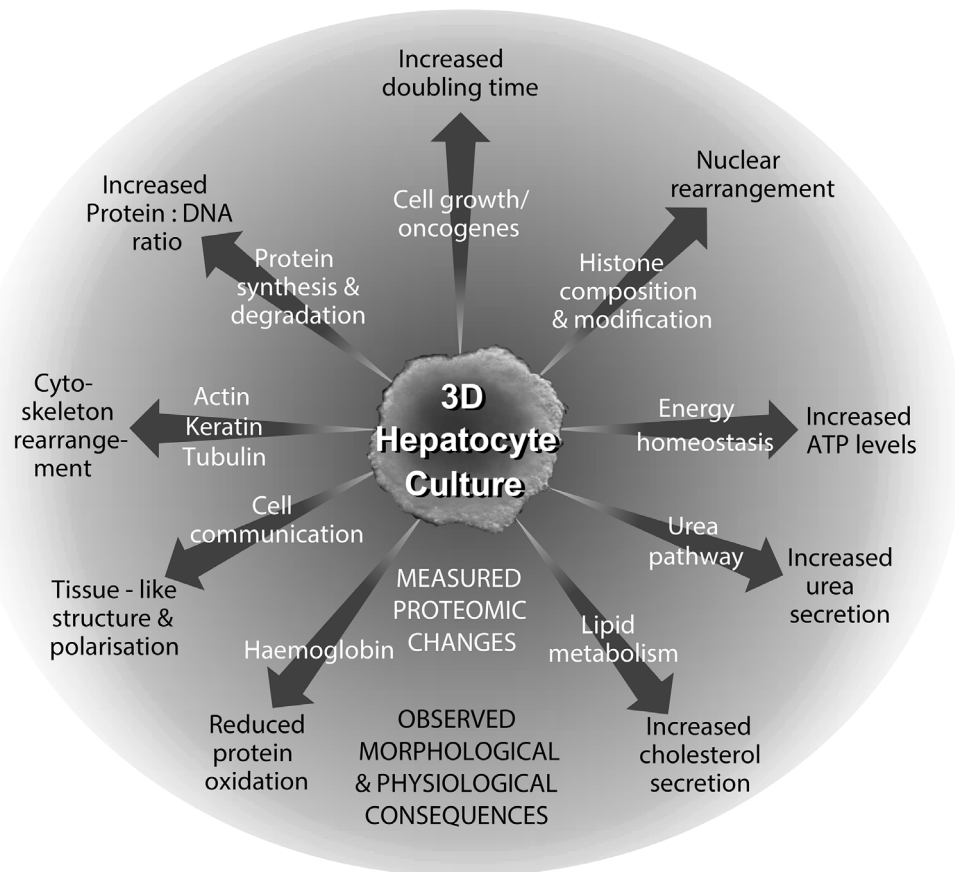 Increased
doubling time
Nuclear
rearrangement
Increased
Protein : DNA
ratio
Cell growth/
oncogenes
Protein
synthesis &
degradation
Histone
composition
& modification
Cyto-
skeleton
rearrange-
ment
Actin
Keratin
Tubulin
3D
Hepatocyte
Culture
Energy
homeostasis
Increased
ATP levels
Cell
communication
Urea
pathway
Increased
urea
secretion
Tissue - like
structure &
polarisation
MEASURED
PROTEOMIC
CHANGES
Haemoglobin
Lipid
metabolism
Reduced
protein
oxidation
OBSERVED
MORPHOLOGICAL
& PHYSIOLOGICAL
CONSEQUENCES
Increased
cholesterol
secretion